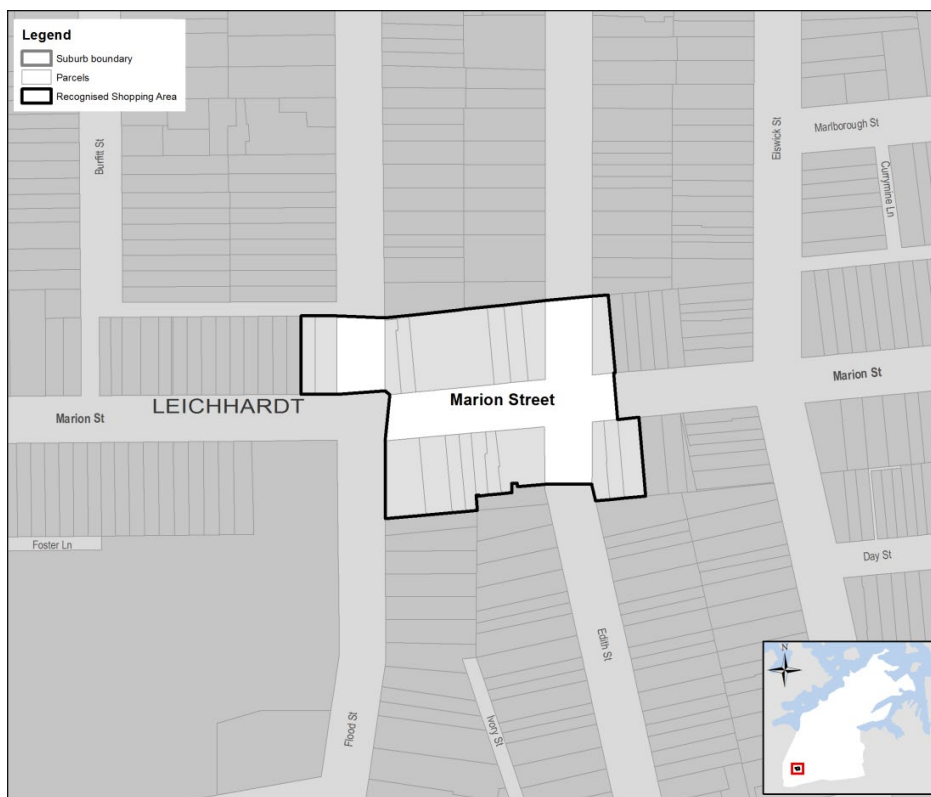 Legend
Suburb boundary
Parcels
Recognised Shopping Area
Burfitt St
Elswick St
Marlborough St
Currymine Ln
Marion St
Marion Street
LEICHHARDT
Marion St
Foster Ln
Day St
Edith St
Flood St
Ivory St
N